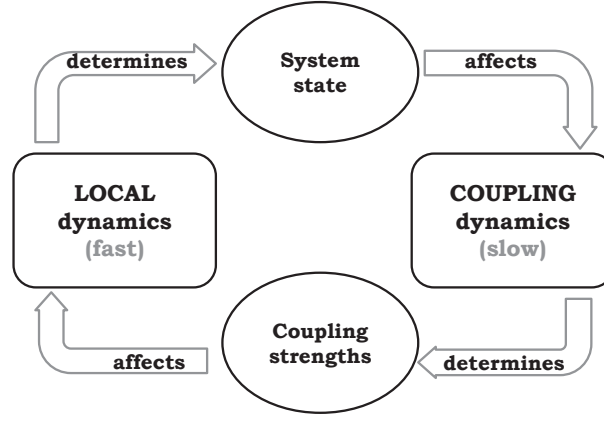 determines
System
state
affects
LOCAL
dynamics
(fast)
COUPLING
dynamics
(slow)
Coupling
strengths
affects
determines